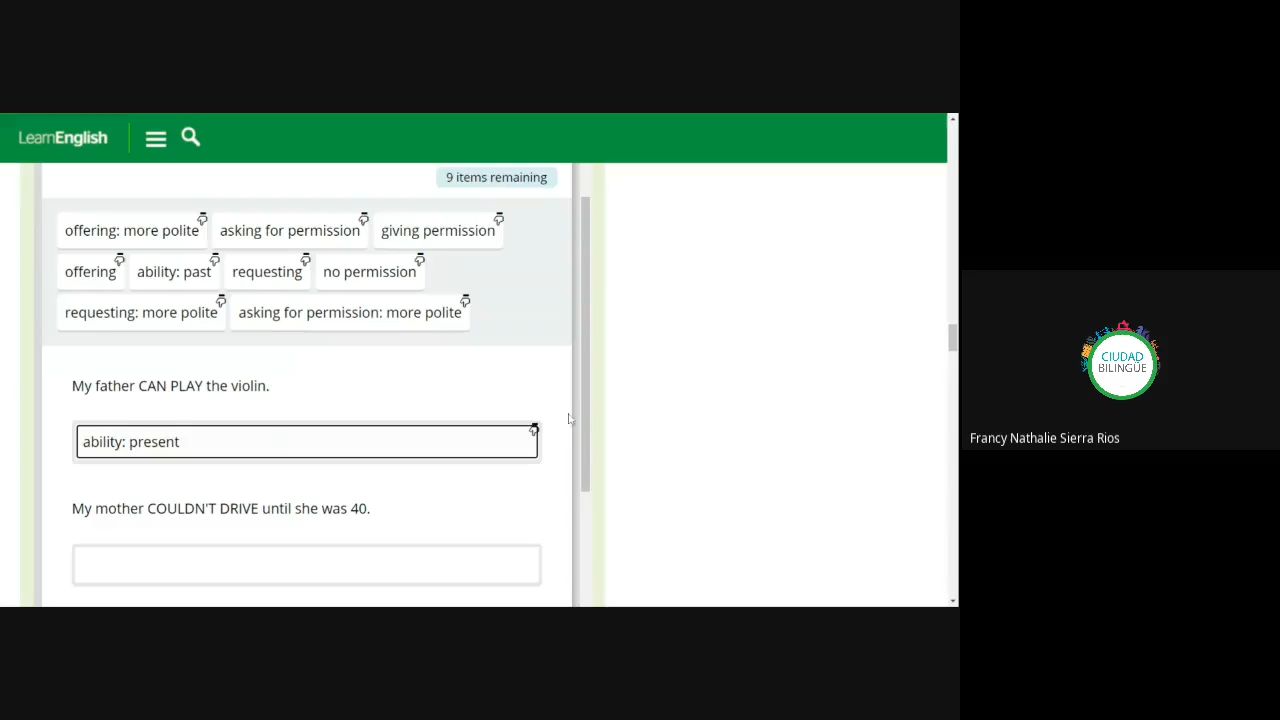 LearnEnglish
9 items remaining
offering: more polite asking for permission giving permission
offering ability: past requesting no permission
requesting: more polite asking for permission: more polite
My father CAN PLAY the violin.
ability: present
My mother COULDN'T DRIVE until she was 40.
CIUDAD
BILINGÜE
Francy Nathalie Sierra Rios